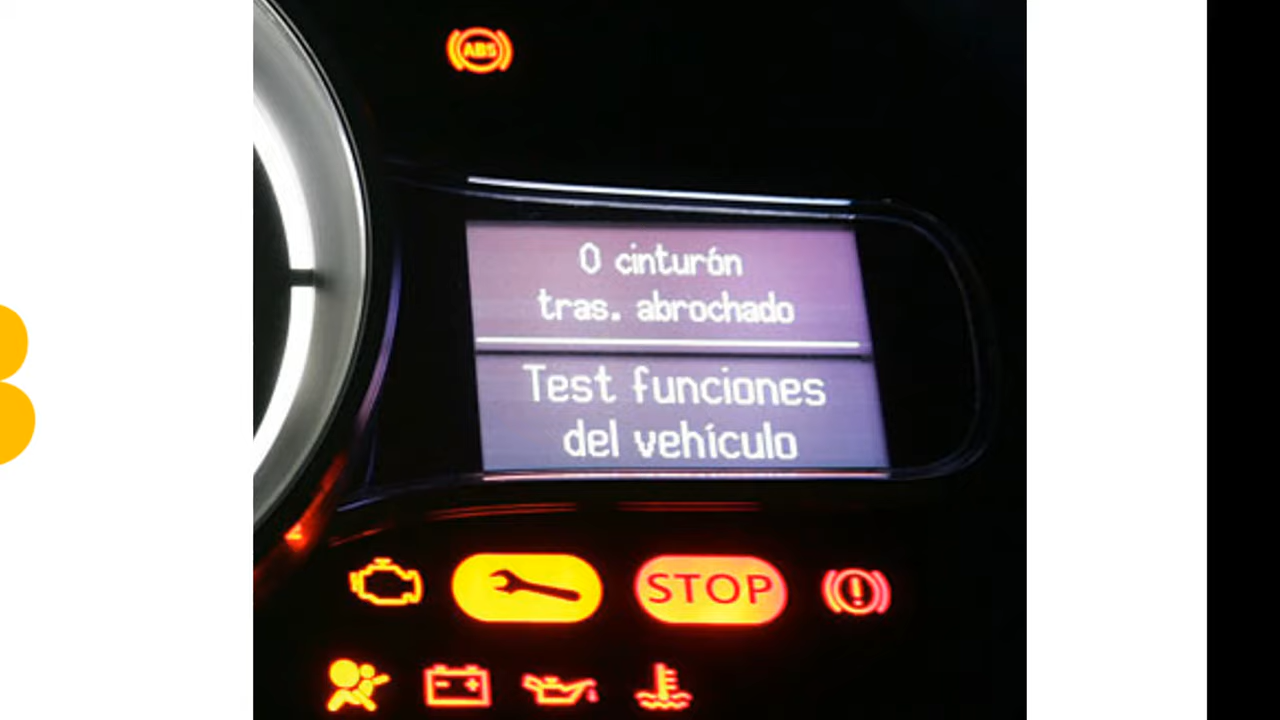 ABS
0 cinturón
tras. abrochado
Test funciones
del vehículo
STOP